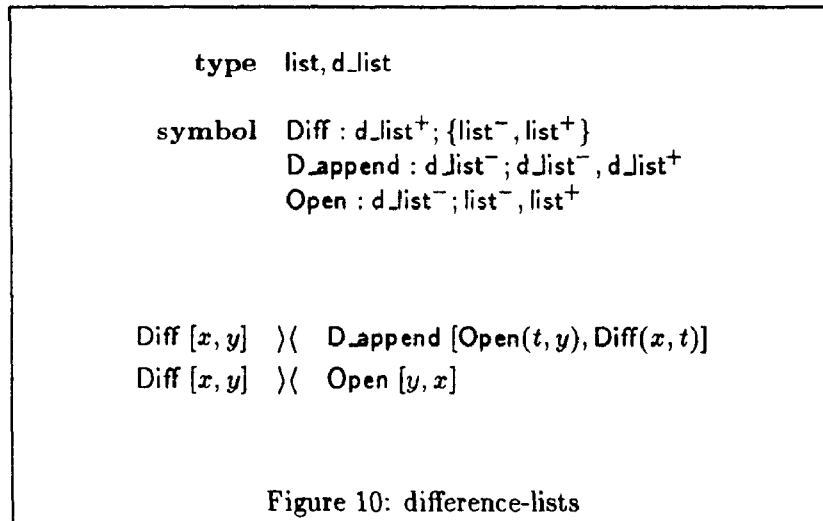 type list, d_list
symbol Diff : d_list⁺; {list⁻, list⁺}
D_append : d_list⁻; d_list⁻, d_list⁺
Open : d_list⁻; list⁻, list⁺
Diff [x, y] ⟩⟨ D_append [Open(t, y), Diff(x, t)]
Diff [x, y] ⟩⟨ Open [y, x]
Figure 10: difference-lists